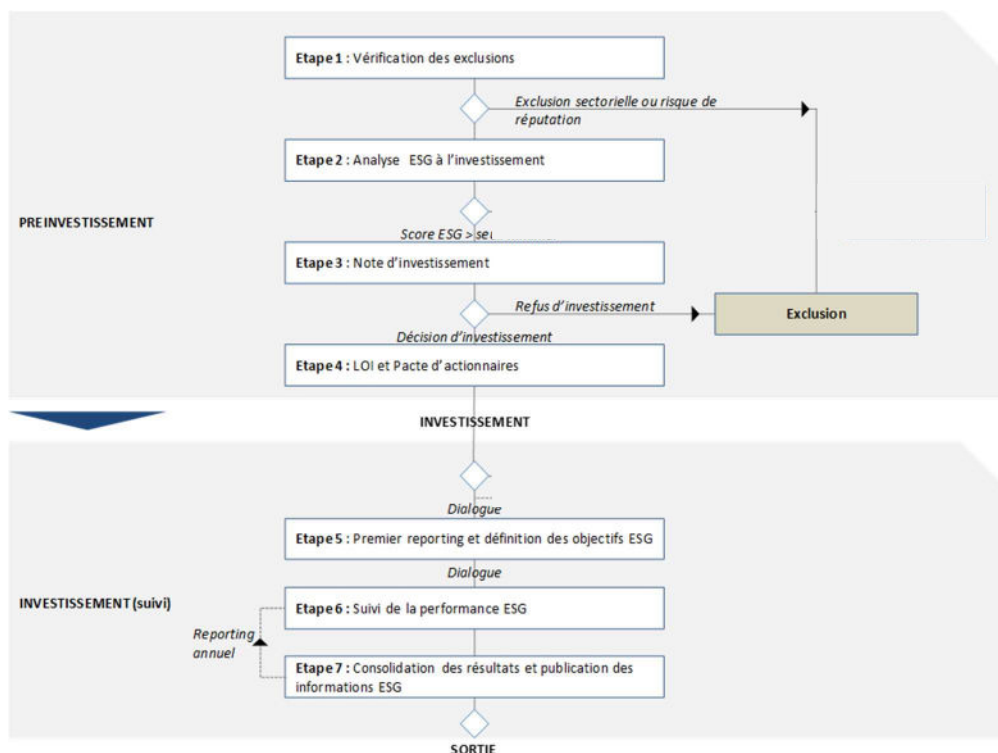 Etape 1 : Vérification des exclusions
Exclusion sectorielle ou risque de
réputation
Etape 2 : Analyse ESG à l'investissement
PREINVESTISSEMENT
Score ESG >
Etape 3 : Note d'investissement
Refus d'investissement
Exclusion
Décision d'investissement
Etape 4 : LOI et Pacte d'actionnaires
INVESTISSEMENT
Dialogue
Etape 5 : Premier reporting et définition des objectifs ESG
Dialogue
INVESTISSEMENT (suivi)
Etape 6 : Suivi de la performance ESG
Reporting
annuel
Etape 7 : Consolidation des résultats et publication des
informations ESG
SORTIE